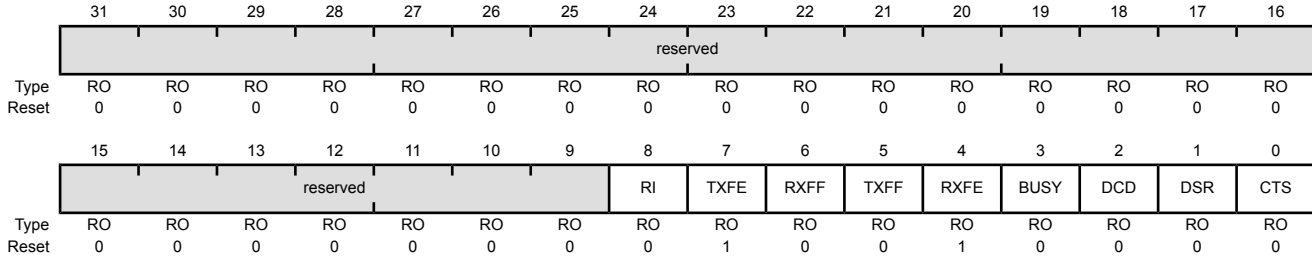 31 30 29 28 27 26 25 24 23 22 21 20 19 18 17 16
reserved
Type RO RO RO RO RO RO RO RO RO RO RO RO RO RO RO RO
Reset 0 0 0 0 0 0 0 0 0 0 0 0 0 0 0 0
15 14 13 12 11 10 9 8 7 6 5 4 3 2 1 0
reserved RI TXFE RXFF TXFF RXFE BUSY DCD DSR CTS
Type RO RO RO RO RO RO RO RO RO RO RO RO RO RO RO RO
Reset 0 0 0 0 0 0 0 0 1 0 0 1 0 0 0 0